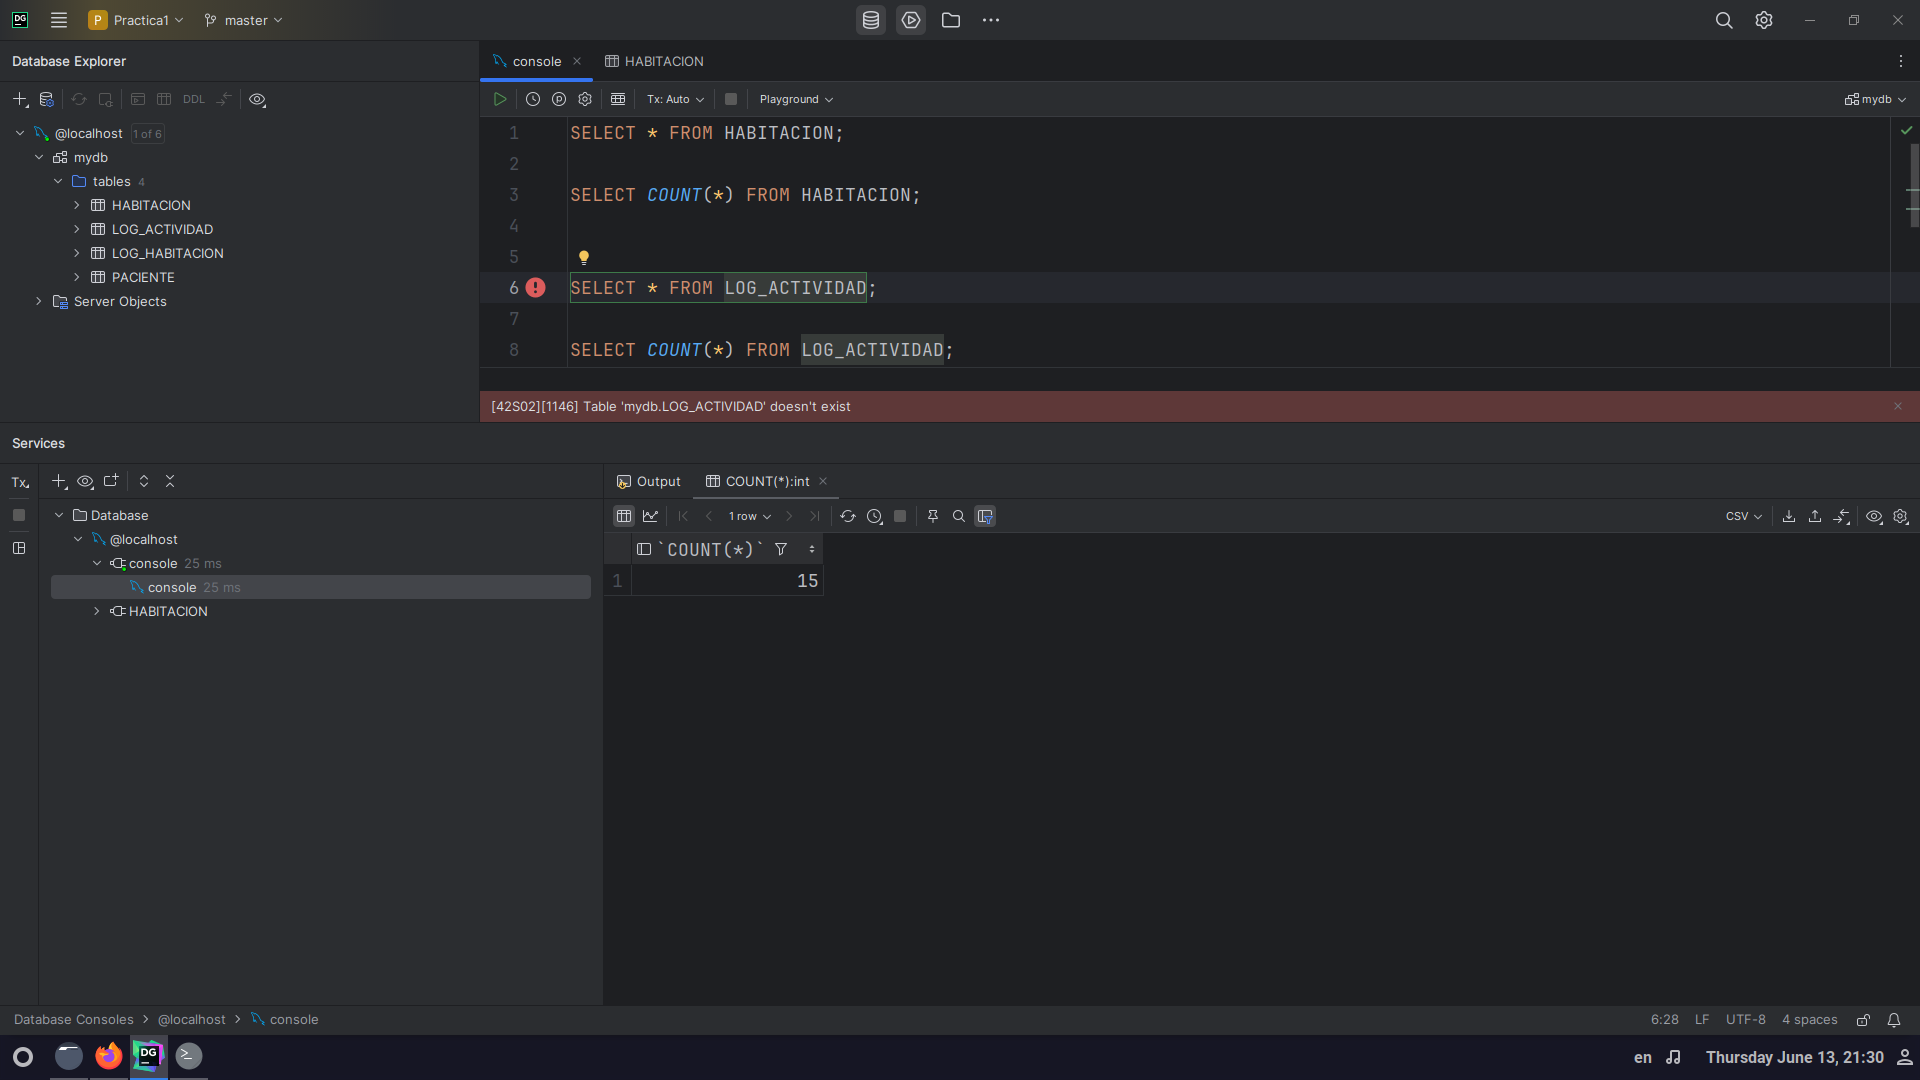 DG P Practica1 master
Database Explorer
console HABITACION
DDL
Tx: Auto Playground mydb
@localhost 1 of 6
mydb
tables 4
HABITACION
LOG_ACTIVIDAD
LOG_HABITACION
PACIENTE
Server Objects
1 SELECT * FROM HABITACION;
2
3 SELECT COUNT(*) FROM HABITACION;
4
5
6 SELECT * FROM LOG_ACTIVIDAD;
7
8 SELECT COUNT(*) FROM LOG_ACTIVIDAD;
[42S02][1146] Table 'mydb.LOG_ACTIVIDAD' doesn't exist
Services
Tx
Database
@localhost
console 25 ms
console 25 ms
HABITACION
Output COUNT(*):int
1 row CSV
`COUNT(*)`
1 15
Database Consoles @localhost console
6:28 LF UTF-8 4 spaces
DG en Thursday June 13, 21:30